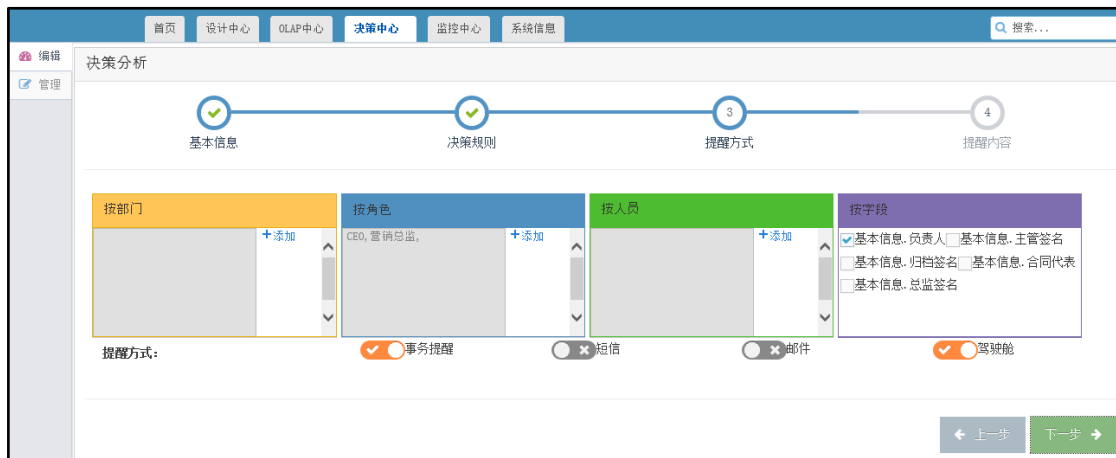 首页 设计中心 OLAP中心 决策中心 监控中心 系统信息 搜索...
编辑
管理
决策分析
3 4
基本信息 决策规则 提醒方式 提醒内容
按部门 按角色 按人员 按字段
+添加 CEO,营销总监, +添加 +添加 基本信息.负责人 基本信息.主管签名
基本信息.归档签名 基本信息.合同代表
基本信息.总监签名
提醒方式: 事务提醒 短信 邮件 驾驶舱
上一步 下一步